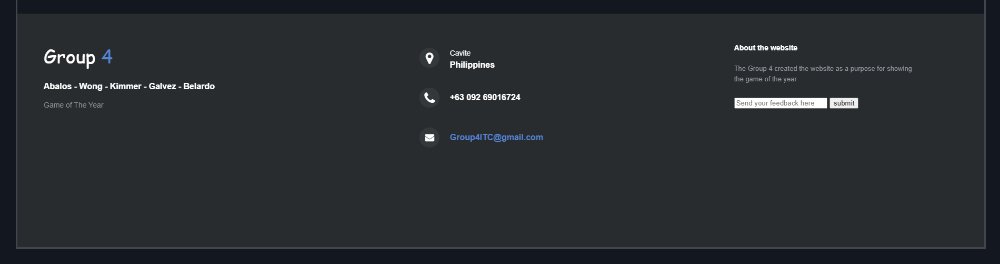 Group 4
Abalos - Wong - Kimmer - Galvez - Belardo
Game of The Year
Cavite
Philippines
+63 092 69016724
Group4ITC@gmail.com
About the website
The Group 4 created the website as a purpose for showing
the game of the year
Send your feedback here submit